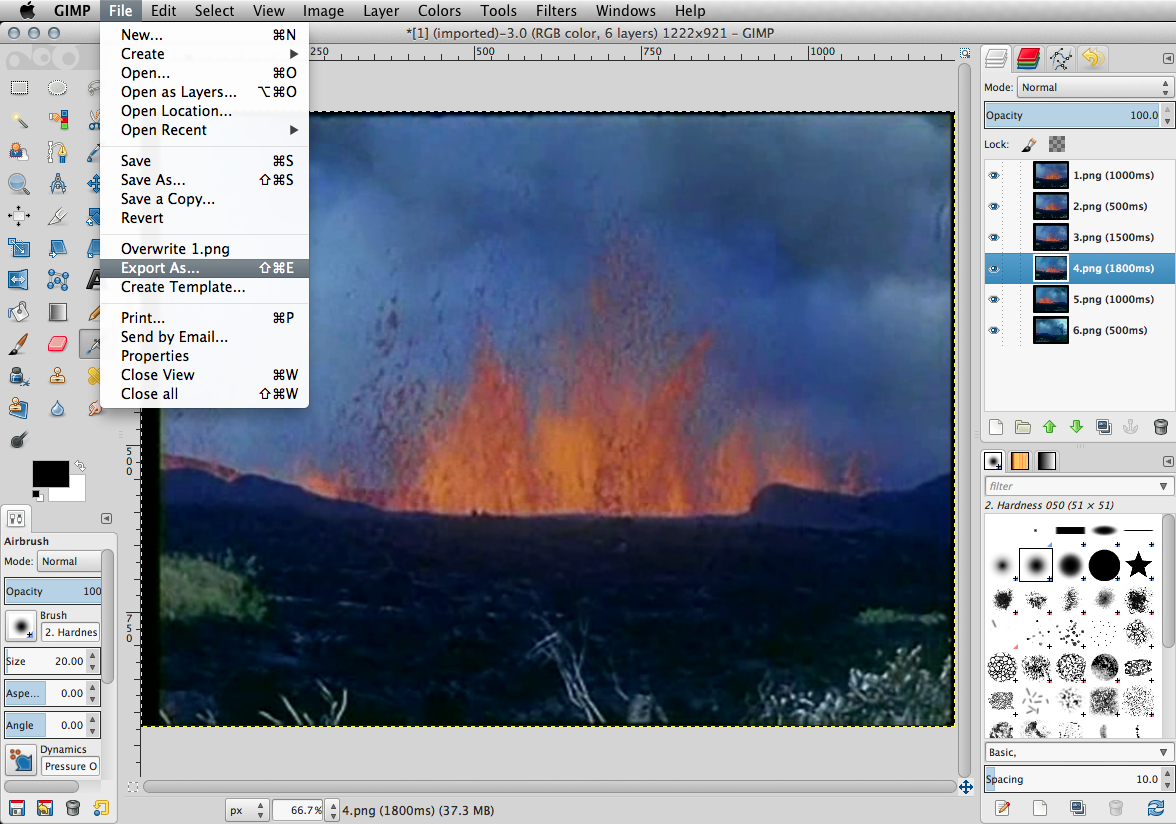 GIMP File Edit Select View Image Layer Colors Tools Filters Windows Help
*[1] (imported)-3.0 (RGB color, 6 layers) 1222x921 – GIMP
New... ⌘N
Create ▶
Open... ⌘O
Open as Layers... ⌥⌘O
Open Location...
Open Recent ▶
Save ⌘S
Save As... ⇧⌘S
Save a Copy...
Revert
Overwrite 1.png
Export As... ⇧⌘E
Create Template...
Print... ⌘P
Send by Email...
Properties
Close View ⌘W
Close all ⇧⌘W
250 500 750 1000
500
750
Airbrush
Mode: Normal
Opacity 100
Brush
2. Hardnes
Size 20.00
Aspe... 0.00
Angle 0.00
Dynamics
Pressure O
px 66.7% 4.png (1800ms) (37.3 MB)
Mode: Normal
Opacity 100.0
Lock:
1.png (1000ms)
2.png (500ms)
3.png (1500ms)
4.png (1800ms)
5.png (1000ms)
6.png (500ms)
filter
2. Hardness 050 (51 × 51)
Basic,
Spacing 10.0